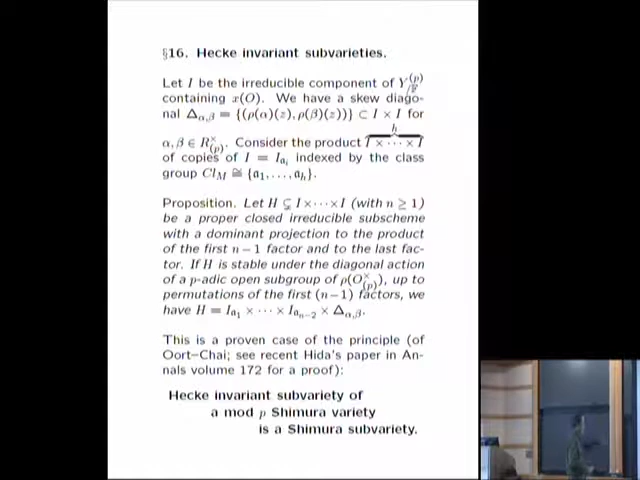 §16. Hecke invariant subvarieties.
Let I be the irreducible component of Y^{(p)}_{/F}
containing x(O). We have a skew diago-
nal Δ_{α,β} = {(ρ(α)(z), ρ(β)(z))} ⊂ I × I for
α, β ∈ R^×_{(p)}. Consider the product \overbrace{I × ⋯ × I}^{h}
of copies of I = I_{a_i} indexed by the class
group Cl_M ≅ {a_1, …, a_h}.
Proposition. Let H ⊊ I × ⋯ × I (with n ≥ 1)
be a proper closed irreducible subscheme
with a dominant projection to the product
of the first n − 1 factor and to the last fac-
tor. If H is stable under the diagonal action
of a p-adic open subgroup of ρ(O^×_{(p)}), up to
permutations of the first (n−1) factors, we
have H = I_{a_1} × ⋯ × I_{a_{n−2}} × Δ_{α,β}.
This is a proven case of the principle (of
Oort−Chai; see recent Hida's paper in An-
nals volume 172 for a proof):
Hecke invariant subvariety of
a mod p Shimura variety
is a Shimura subvariety.